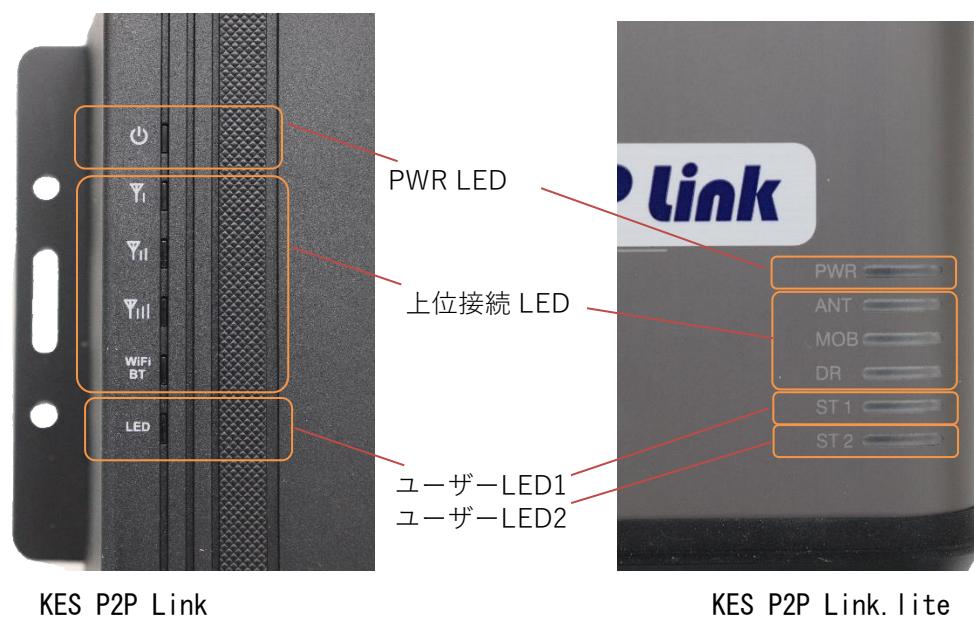 WiFi
BT
LED
PWR LED
上位接続 LED
ユーザーLED1
ユーザーLED2
P Link
PWR
ANT
MOB
DR
ST 1
ST 2
KES P2P Link
KES P2P Link.lite